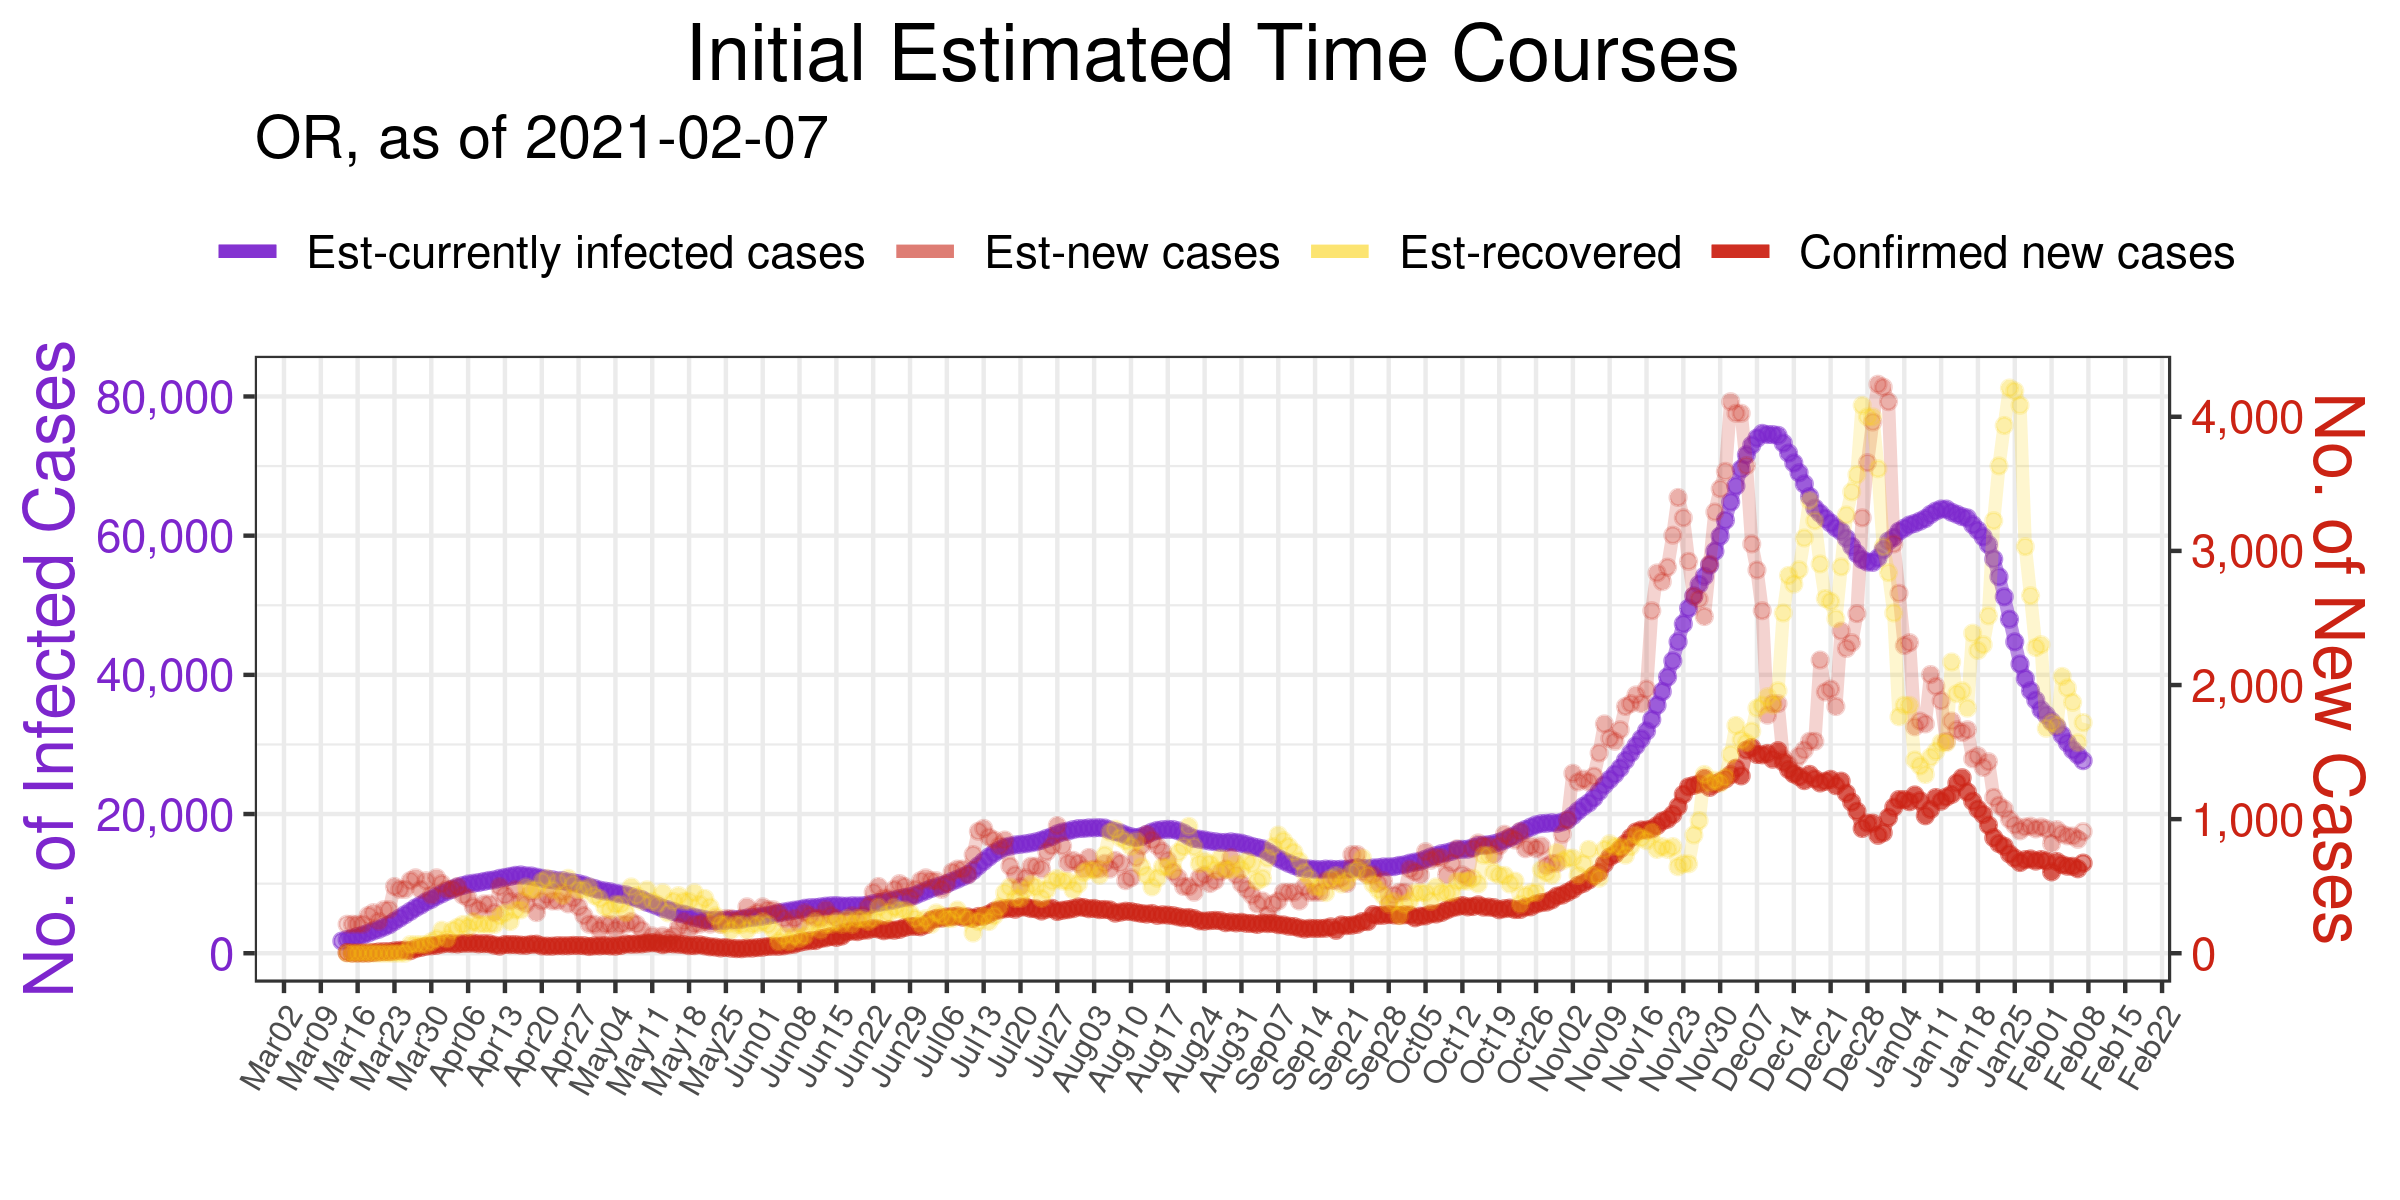 Initial Estimated Time Courses
OR, as of 2021-02-07
Est-currently infected cases Est-new cases Est-recovered Confirmed new cases
No. of Infected Cases
80,000
60,000
40,000
20,000
0
4,000
3,000
2,000
1,000
0
No. of New Cases
Mar02 Mar09 Mar16 Mar23 Mar30 Apr06 Apr13 Apr20 Apr27 May04 May11 May18 May25 Jun01 Jun08 Jun15 Jun22 Jun29 Jul06 Jul13 Jul20 Jul27 Aug03 Aug10 Aug17 Aug24 Aug31 Sep07 Sep14 Sep21 Sep28 Oct05 Oct12 Oct19 Oct26 Nov02 Nov09 Nov16 Nov23 Nov30 Dec07 Dec14 Dec21 Dec28 Jan04 Jan11 Jan18 Jan25 Feb01 Feb08 Feb15 Feb22